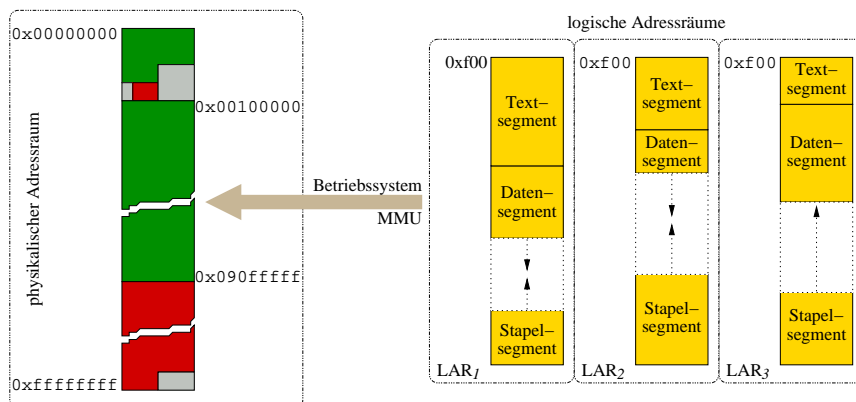 logische Adressräume
0x00000000
0x00100000
0x090fffff
0xffffffff
physikalischer Adressraum
Betriebssystem
MMU
0xf00
Text–
segment
Daten–
segment
Stapel–
segment
LAR1
0xf00
Text–
segment
Daten–
segment
Stapel–
segment
LAR2
0xf00
Text–
segment
Daten–
segment
Stapel–
segment
LAR3